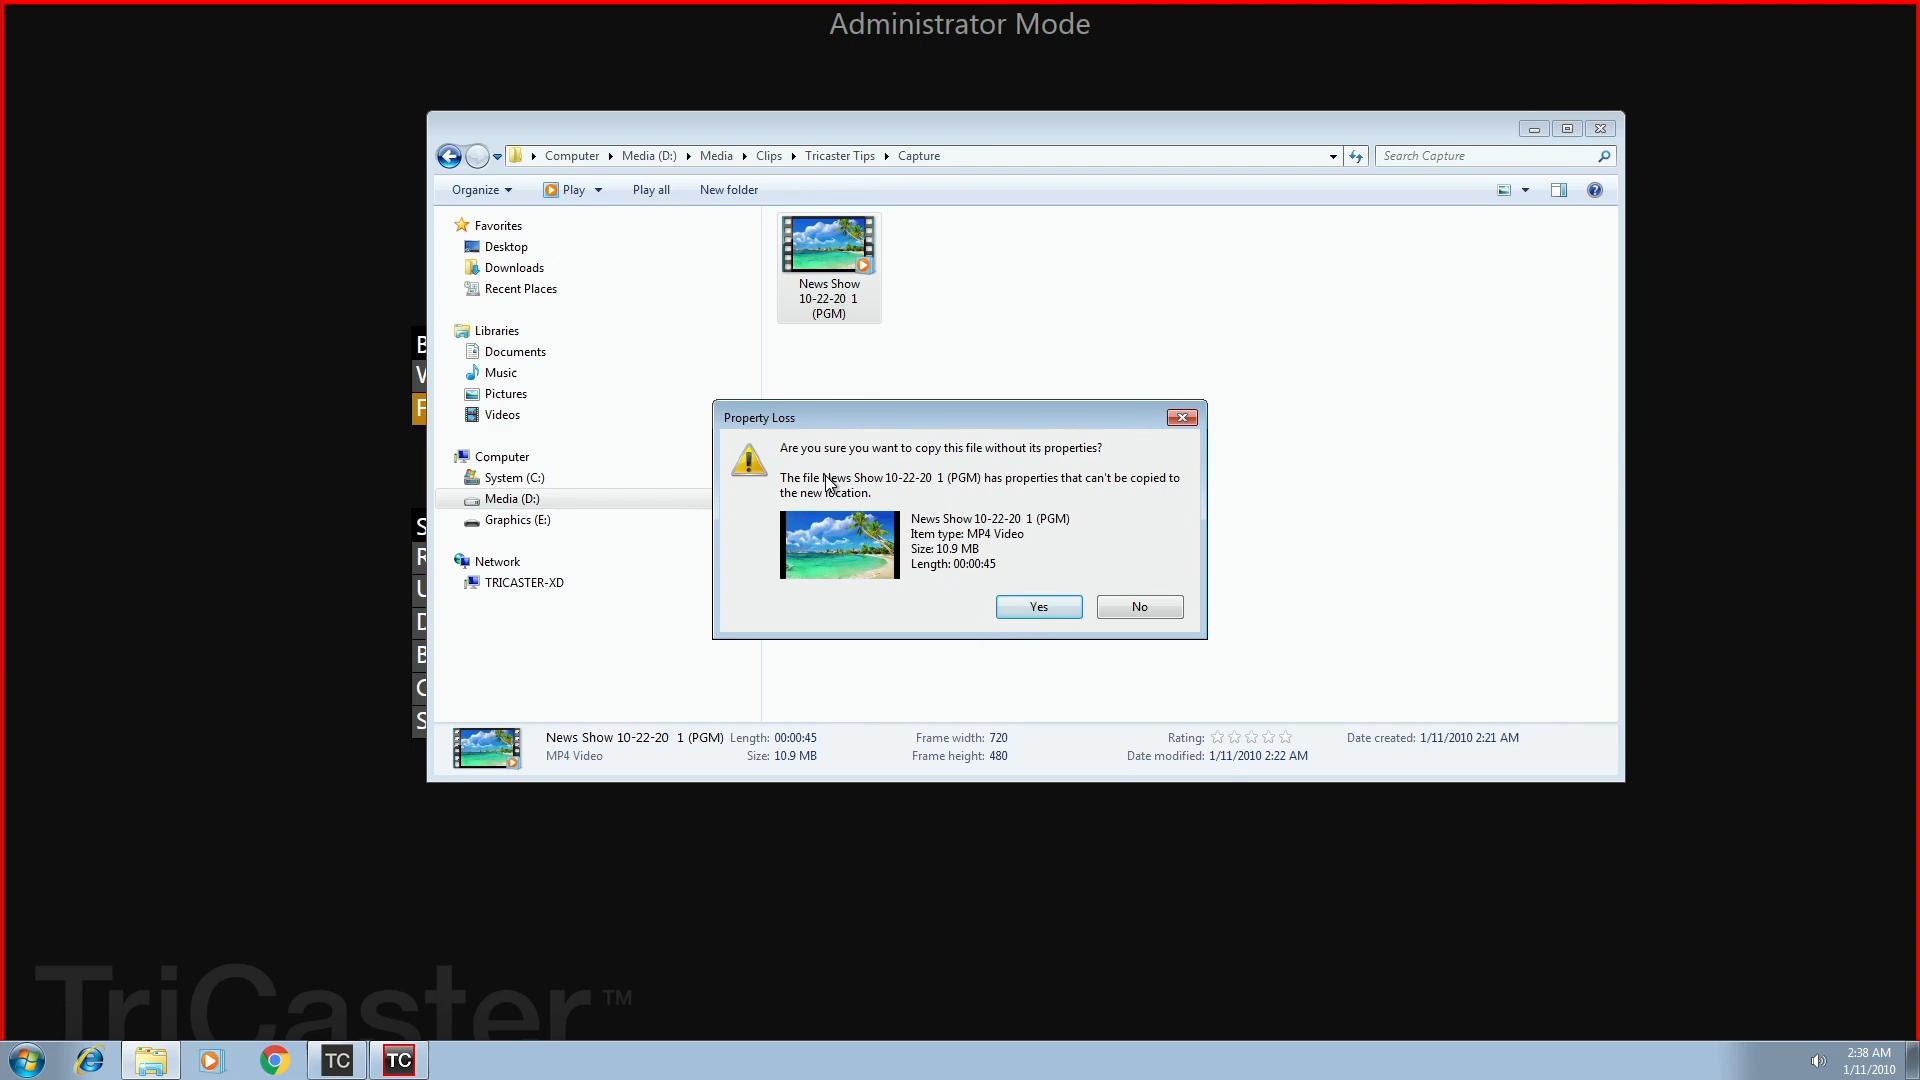 Administrator Mode
Computer Media (D:) Media Clips Tricaster Tips Capture
Search Capture
Organize Play Play all New folder
Favorites
Desktop
Downloads
Recent Places
Libraries
Documents
Music
Pictures
Videos
Computer
System (C:)
Media (D:)
Graphics (E:)
Network
TRICASTER-XD
News Show
10-22-20 1
(PGM)
Property Loss
Are you sure you want to copy this file without its properties?
The file News Show 10-22-20 1 (PGM) has properties that can't be copied to
the new location.
News Show 10-22-20 1 (PGM)
Item type: MP4 Video
Size: 10.9 MB
Length: 00:00:45
Yes No
B
V
F
S
R
U
D
B
C
S
News Show 10-22-20 1 (PGM) Length: 00:00:45 Frame width: 720 Rating: Date created: 1/11/2010 2:21 AM
MP4 Video Size: 10.9 MB Frame height: 480 Date modified: 1/11/2010 2:22 AM
TriCaster™
TC TC
2:38 AM
1/11/2010